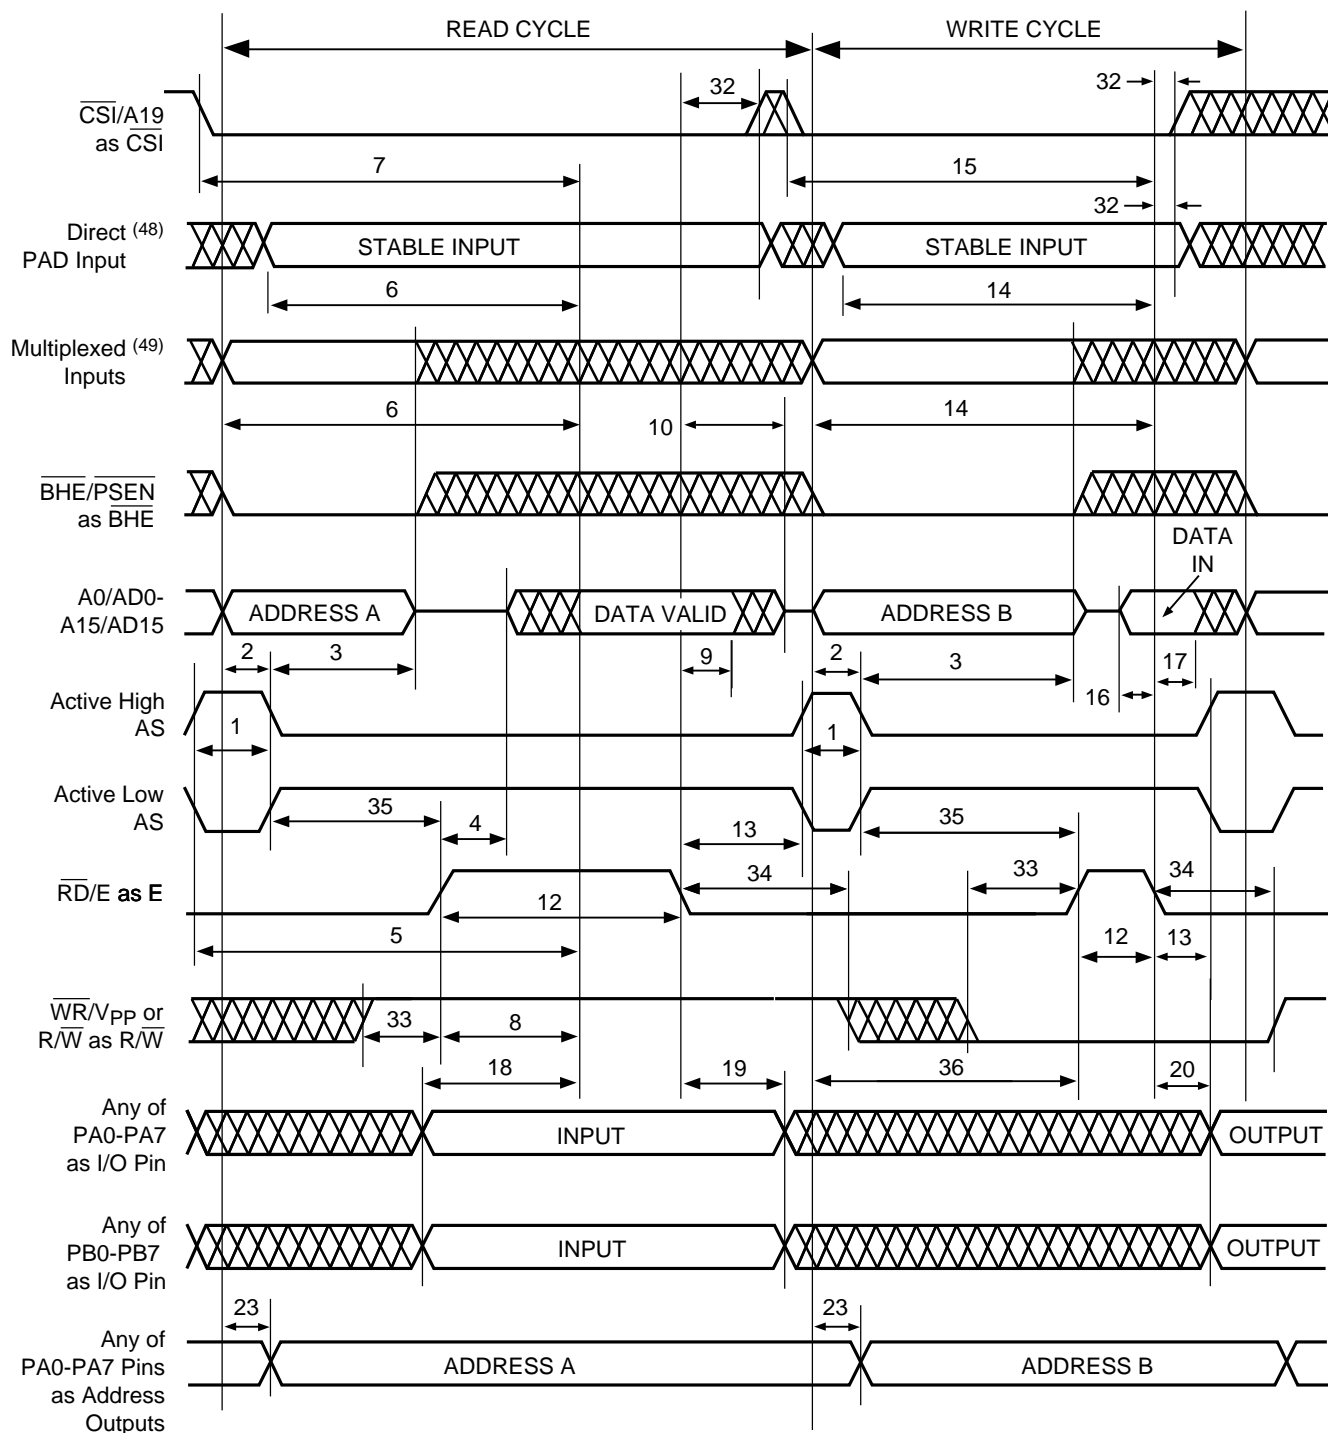 READ CYCLE
WRITE CYCLE
32
32
CSI/A19
as CSI
7
15
32
Direct (48)
PAD Input
STABLE INPUT
STABLE INPUT
6
14
Multiplexed (49)
Inputs
6
10
14
BHE/PSEN
as BHE
DATA
IN
A0/AD0-
A15/AD15
ADDRESS A
DATA VALID
ADDRESS B
2
3
9
2
3
17
16
Active High
AS
1
1
Active Low
AS
35
4
13
35
RD/E as E
12
34
33
34
5
12
13
WR/VPP or
R/W as R/W
33
8
18
19
36
20
Any of
PA0-PA7
as I/O Pin
INPUT
OUTPUT
Any of
PB0-PB7
as I/O Pin
INPUT
OUTPUT
23
23
Any of
PA0-PA7 Pins
as Address
Outputs
ADDRESS A
ADDRESS B